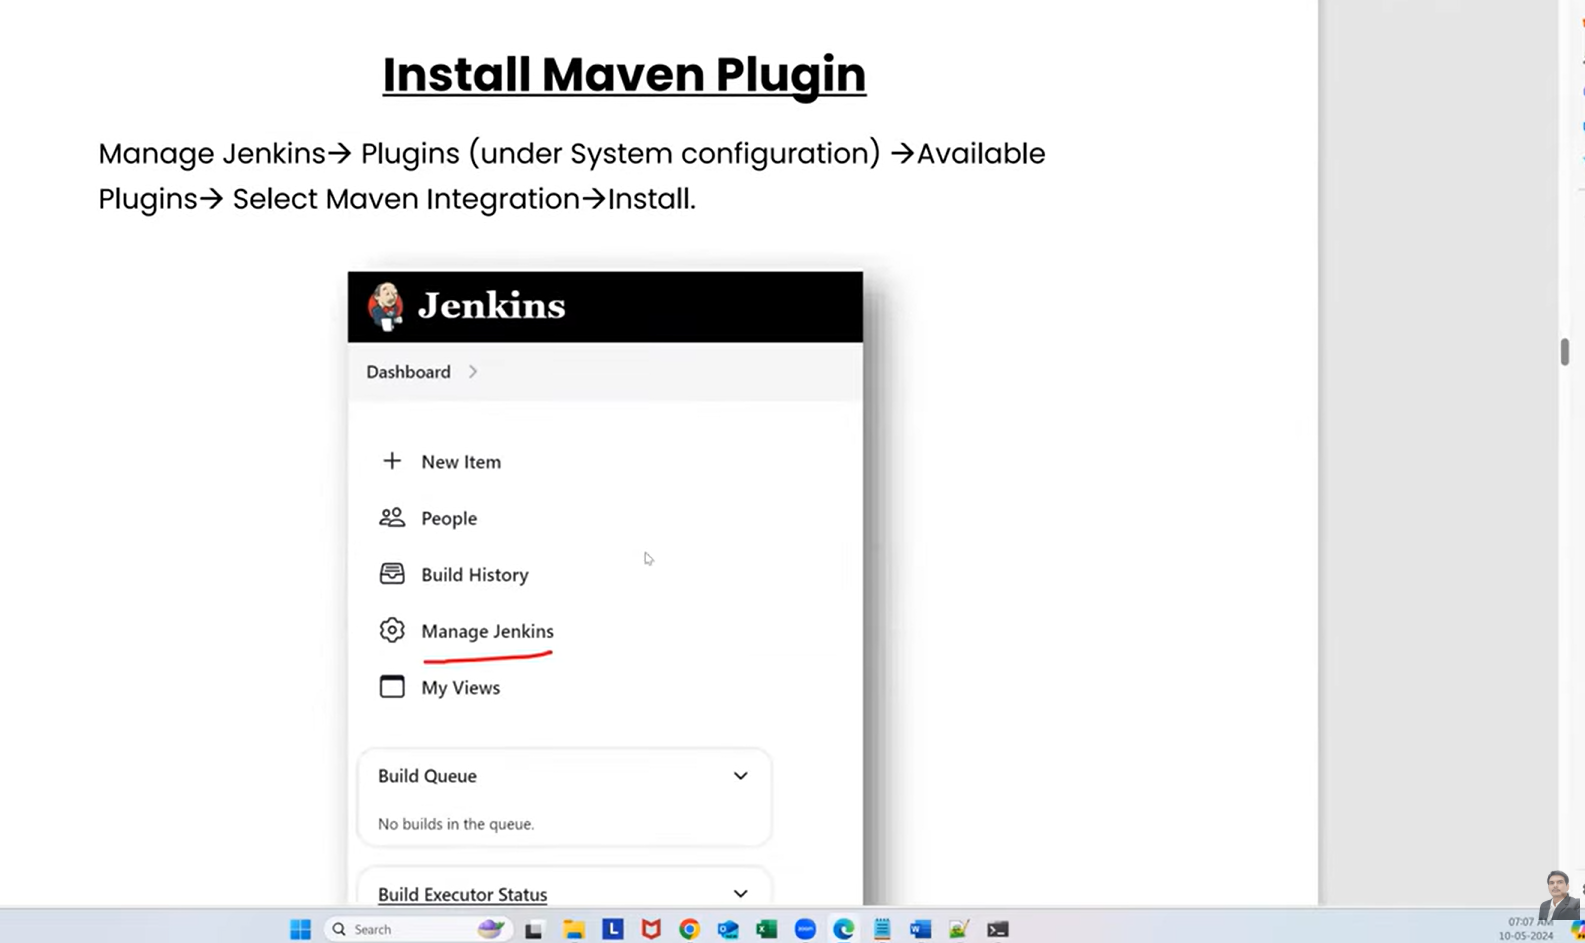 Install Maven Plugin
Manage Jenkins→ Plugins (under System configuration) →Available
Plugins→ Select Maven Integration→Install.
Jenkins
Dashboard
New Item
People
Build History
Manage Jenkins
My Views
Build Queue
No builds in the queue.
Build Executor Status
Search
07:07 AM
10-05-2024